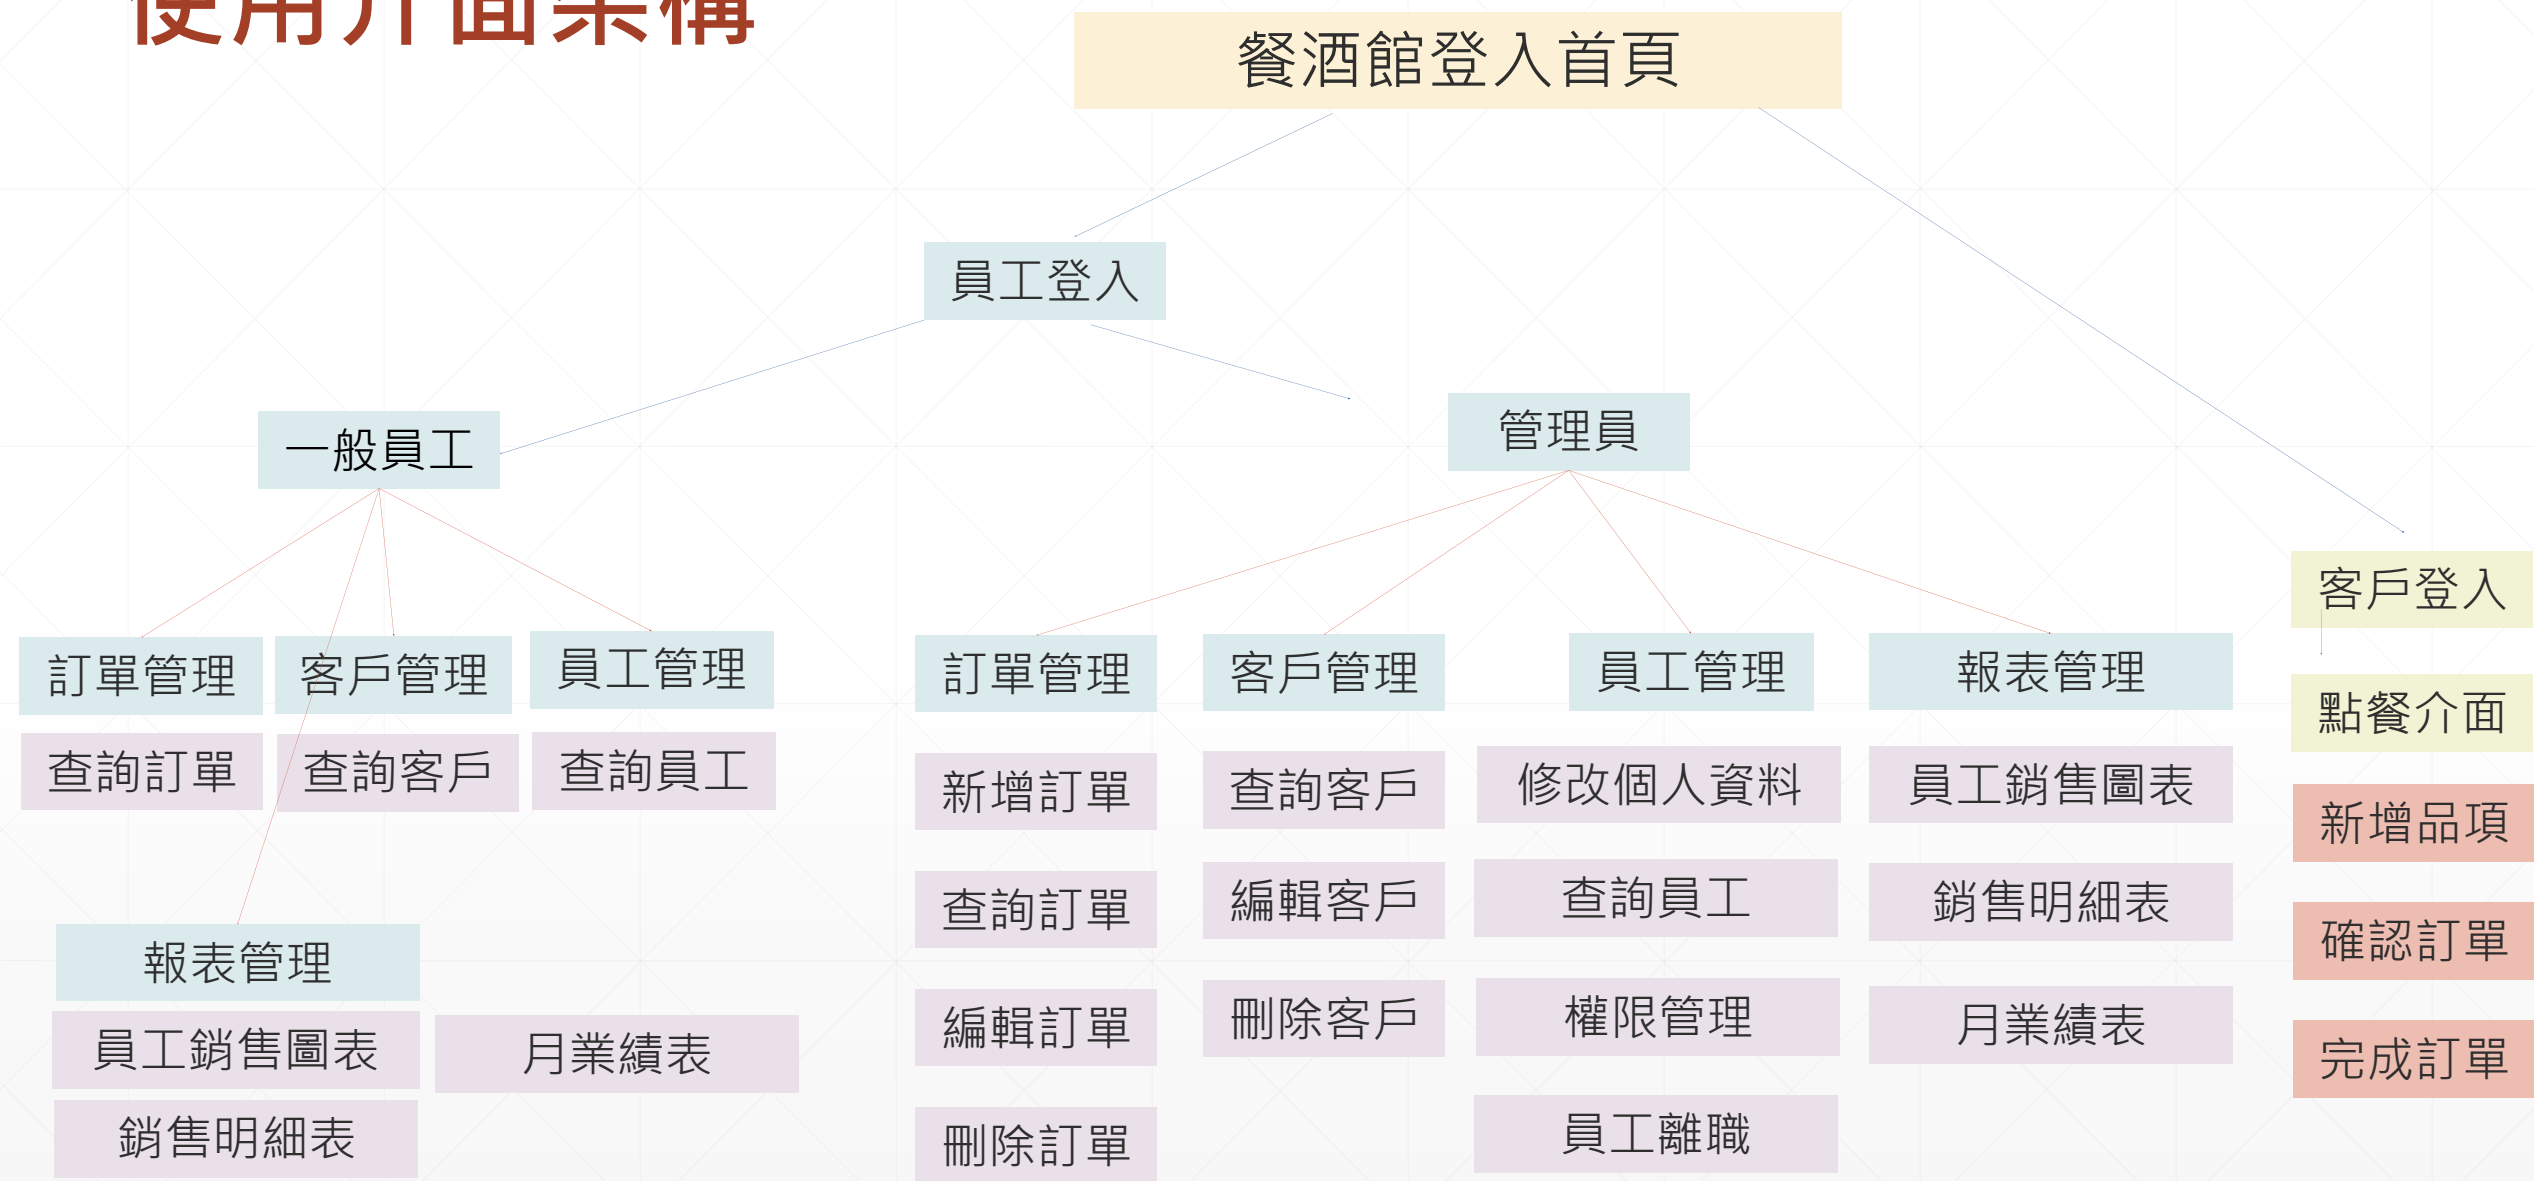 使用介面架構
餐酒館登入首頁
員工登入
一般員工
管理員
訂單管理
客戶管理
員工管理
查詢訂單
查詢客戶
查詢員工
報表管理
員工銷售圖表
月業績表
銷售明細表
訂單管理
客戶管理
員工管理
報表管理
新增訂單
查詢客戶
修改個人資料
員工銷售圖表
查詢訂單
編輯客戶
查詢員工
銷售明細表
編輯訂單
刪除客戶
權限管理
月業績表
刪除訂單
員工離職
客戶登入
點餐介面
新增品項
確認訂單
完成訂單